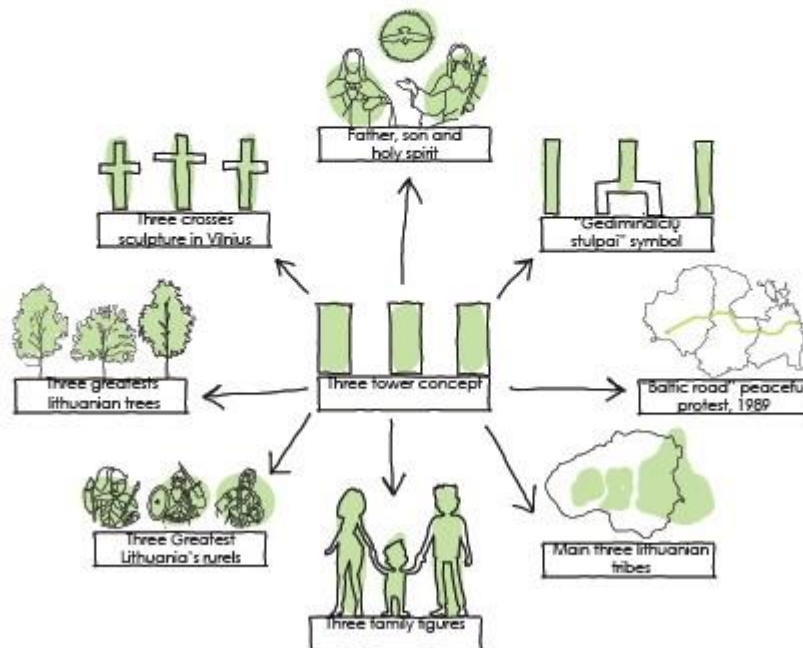 Father, son and
holy spirit
Three crosses
sculpture in Vilnius
"Gediminaičių
stulpai" symbol
Three greatests
lithuanian trees
Three tower concept
"Baltic road" peaceful
protest, 1989
Three Greatest
Lithuania's rurels
Main three lithuanian
tribes
Three family figures